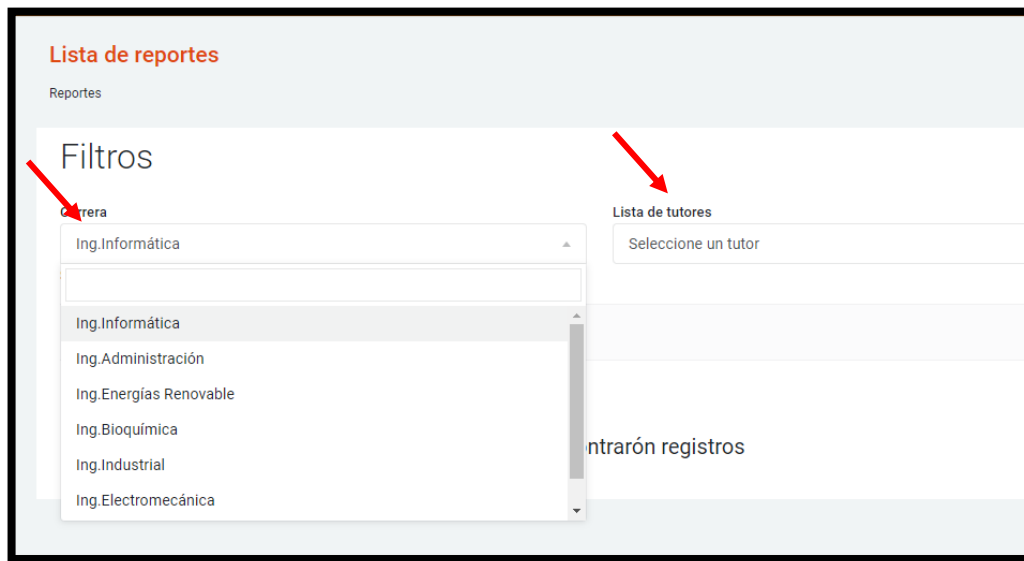 Lista de reportes
Reportes
Filtros
Carrera
Lista de tutores
Ing.Informática
Seleccione un tutor
Ing.Informática
Ing.Administración
Ing.Energías Renovable
Ing.Bioquímica
Ing.Industrial
Ing.Electromecánica
ntrarón registros